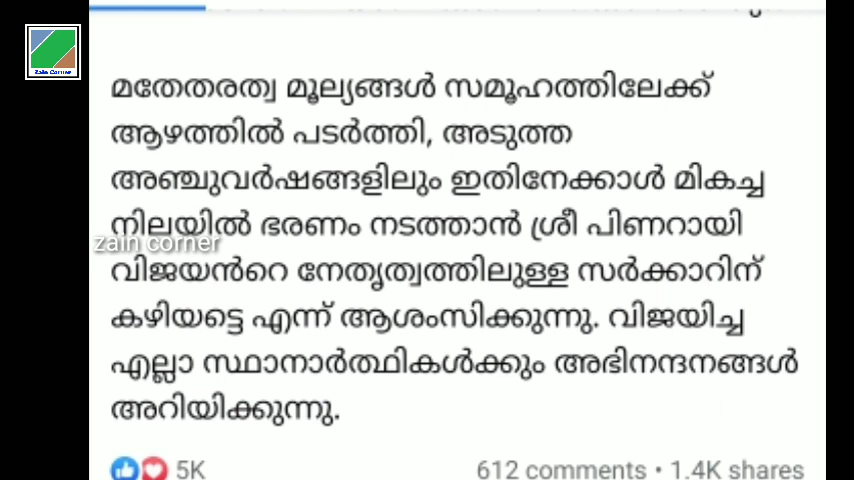 Zain Corner
മതേതരത്വ മൂല്യങ്ങൾ സമൂഹത്തിലേക്ക്
ആഴത്തിൽ പടർത്തി, അടുത്ത
അഞ്ചുവർഷങ്ങളിലും ഇതിനേക്കാൾ മികച്ച
നിലയിൽ ഭരണം നടത്താൻ ശ്രീ പിണറായി
zain corner
വിജയൻറെ നേതൃത്വത്തിലുള്ള സർക്കാറിന്
കഴിയട്ടെ എന്ന് ആശംസിക്കുന്നു. വിജയിച്ച
എല്ലാ സ്ഥാനാർത്ഥികൾക്കും അഭിനന്ദനങ്ങൾ
അറിയിക്കുന്നു.
5K 612 comments • 1.4K shares